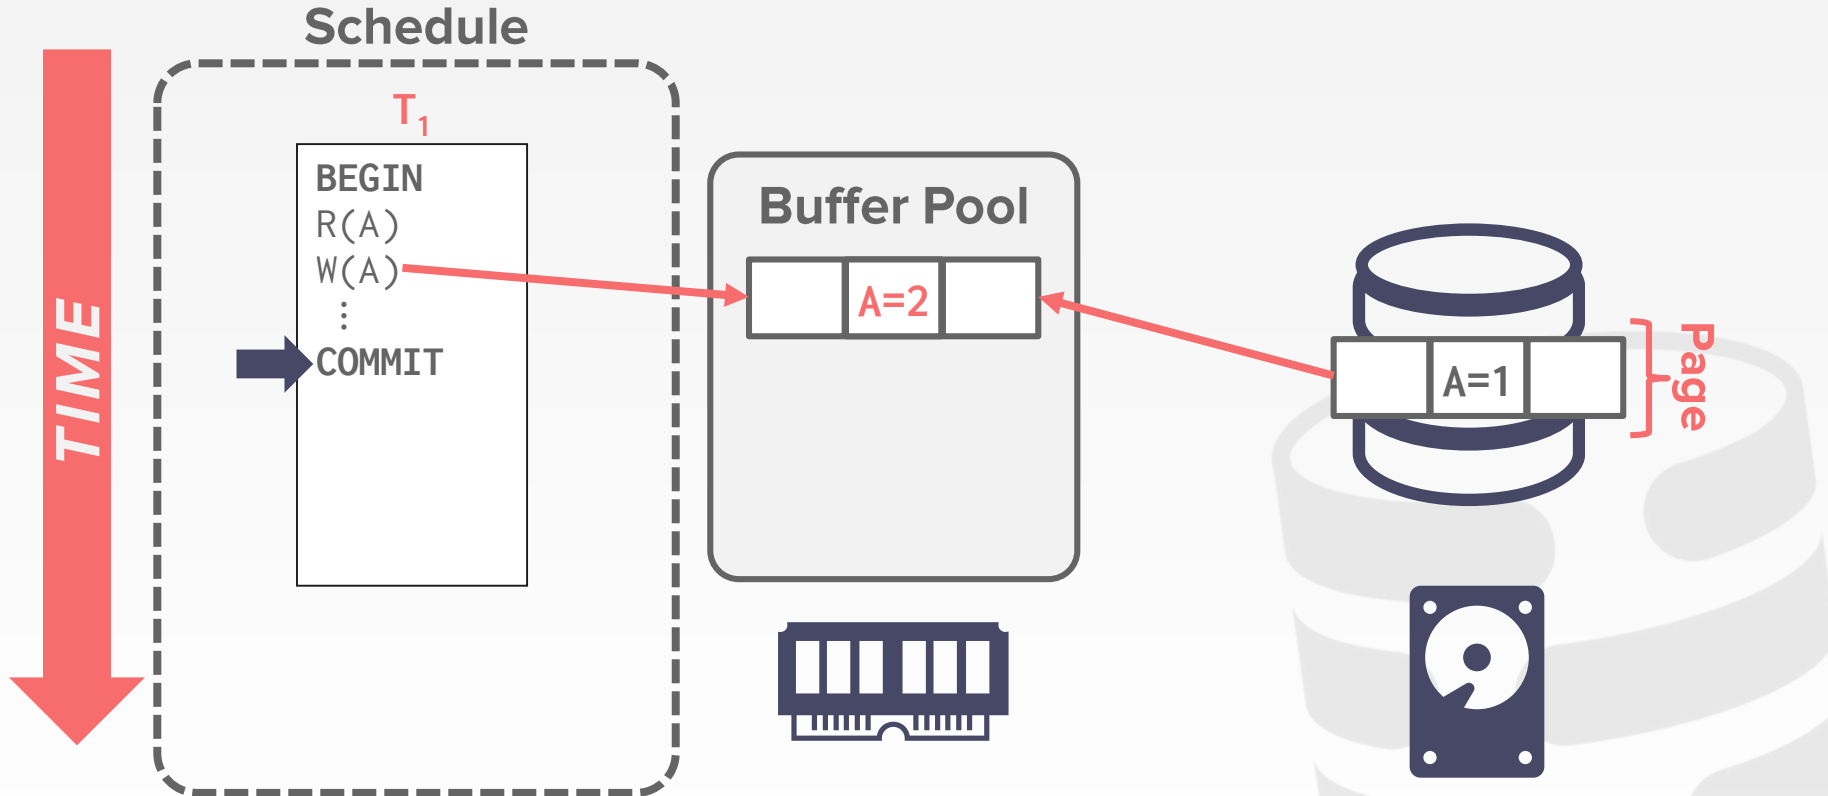 Schedule
TIME
T1
BEGIN
R(A)
W(A)
⋮
COMMIT
Buffer Pool
A=2
A=1
Page